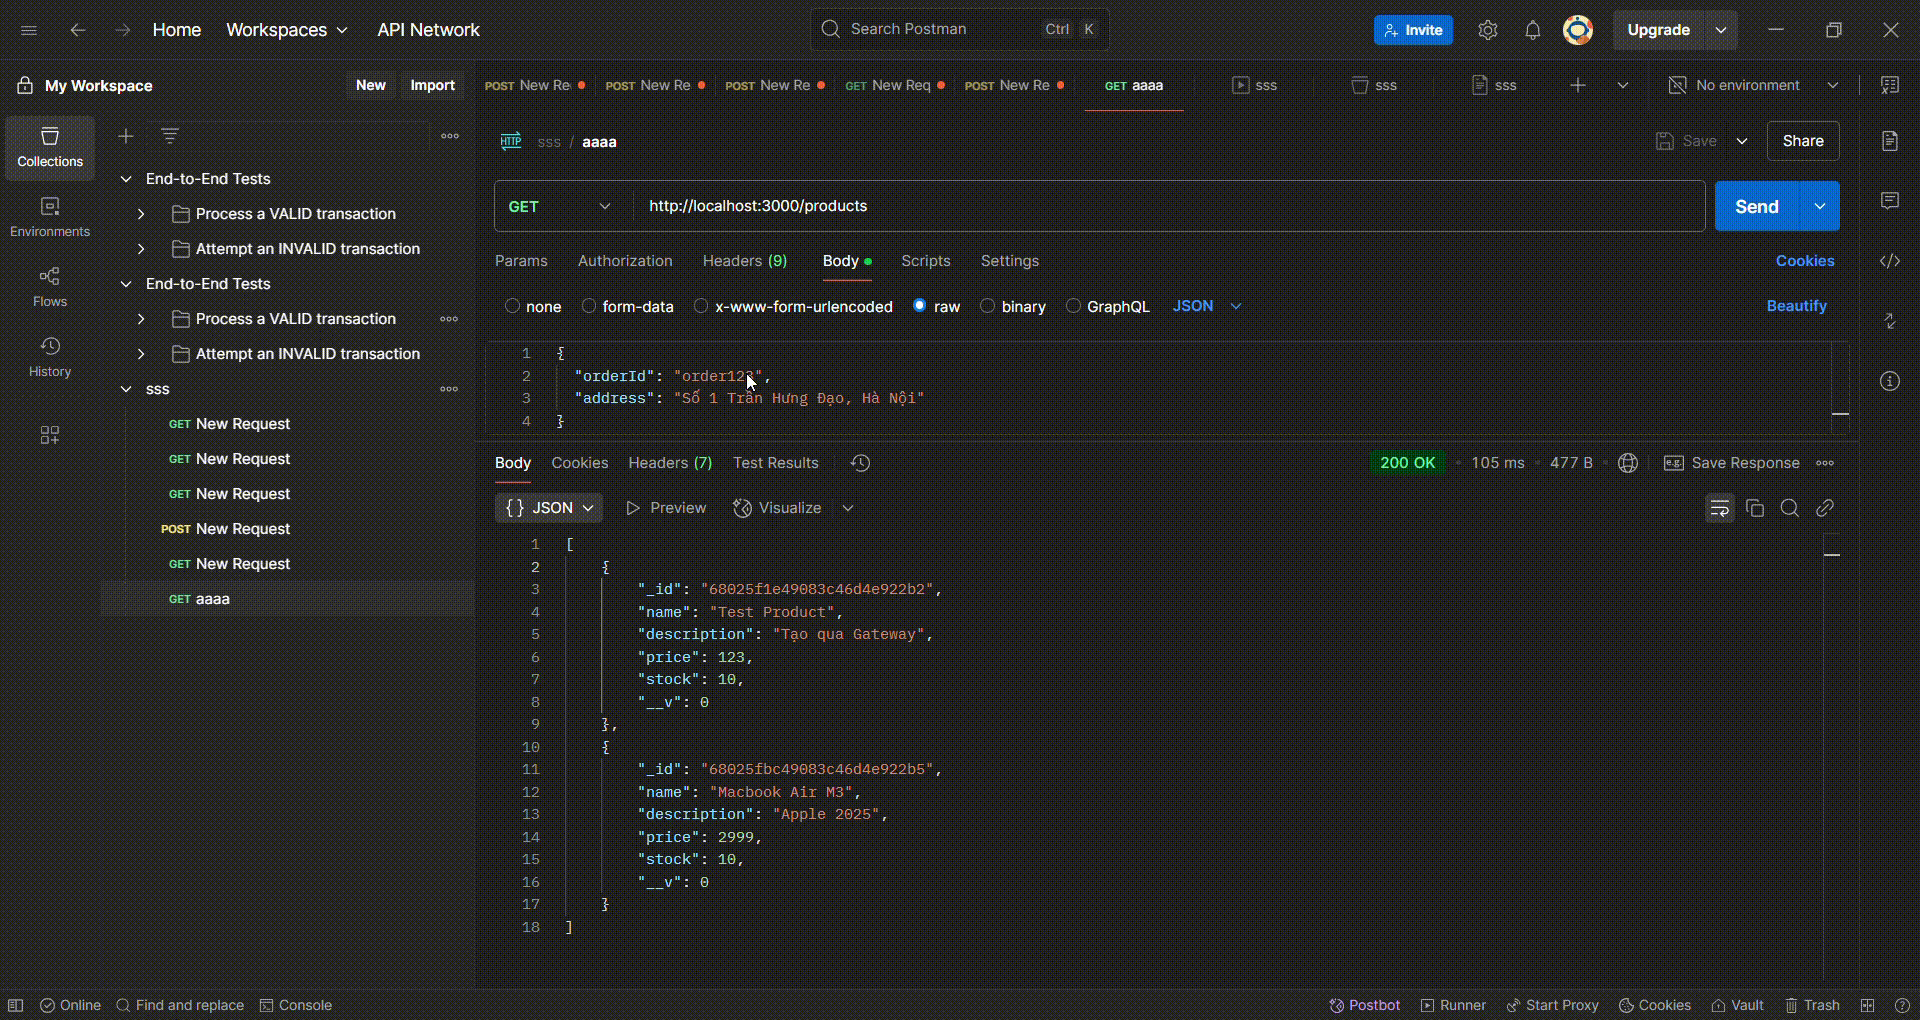 Home Workspaces API Network Search Postman Ctrl K Invite Upgrade
My Workspace New Import
POST New Re POST New Re POST New Re GET New Req POST New Re GET aaaa sss sss sss No environment
Collections
Environments
Flows
History
End-to-End Tests
Process a VALID transaction
Attempt an INVALID transaction
End-to-End Tests
Process a VALID transaction
Attempt an INVALID transaction
sss
GET New Request
GET New Request
GET New Request
POST New Request
GET New Request
GET aaaa
HTTP sss / aaaa Save Share
GET http://localhost:3000/products Send
Params Authorization Headers (9) Body Scripts Settings Cookies
none form-data x-www-form-urlencoded raw binary GraphQL JSON Beautify
1 {
2 "orderId": "order123",
3 "address": "Số 1 Trần Hưng Đạo, Hà Nội"
4 }
Body Cookies Headers (7) Test Results 200 OK 105 ms 477 B e.g. Save Response
{} JSON Preview Visualize
1 [
2 {
3 "_id": "68025f1e49083c46d4e922b2",
4 "name": "Test Product",
5 "description": "Tạo qua Gateway",
6 "price": 123,
7 "stock": 10,
8 "__v": 0
9 },
10 {
11 "_id": "68025fbc49083c46d4e922b5",
12 "name": "Macbook Air M3",
13 "description": "Apple 2025",
14 "price": 2999,
15 "stock": 10,
16 "__v": 0
17 }
18 ]
Online Find and replace Console Postbot Runner Start Proxy Cookies Vault Trash